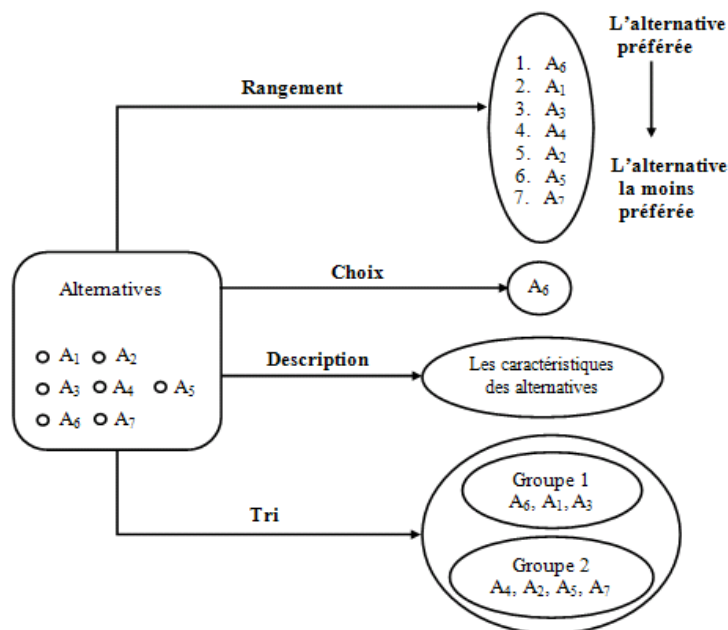 L'alternative
préférée
Rangement
1. A₆
2. A₁
3. A₃
4. A₄
5. A₂
6. A₅
7. A₇
L'alternative
la moins
préférée
Alternatives
A₁ A₂
A₃ A₄ A₅
A₆ A₇
Choix
A₆
Description
Les caractéristiques
des alternatives
Tri
Groupe 1
A₆, A₁, A₃
Groupe 2
A₄, A₂, A₅, A₇